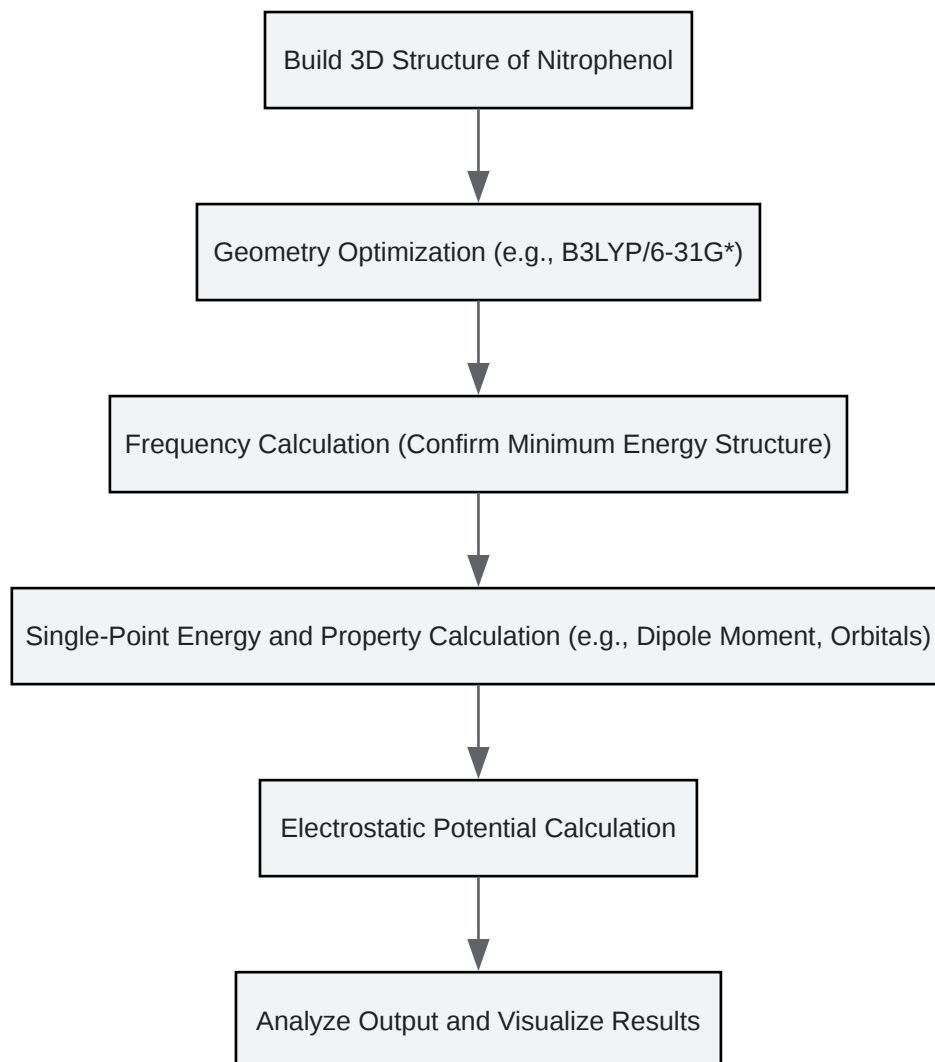 Build 3D Structure of Nitrophenol
Geometry Optimization (e.g., B3LYP/6-31G*)
Frequency Calculation (Confirm Minimum Energy Structure)
Single-Point Energy and Property Calculation (e.g., Dipole Moment, Orbitals)
Electrostatic Potential Calculation
Analyze Output and Visualize Results